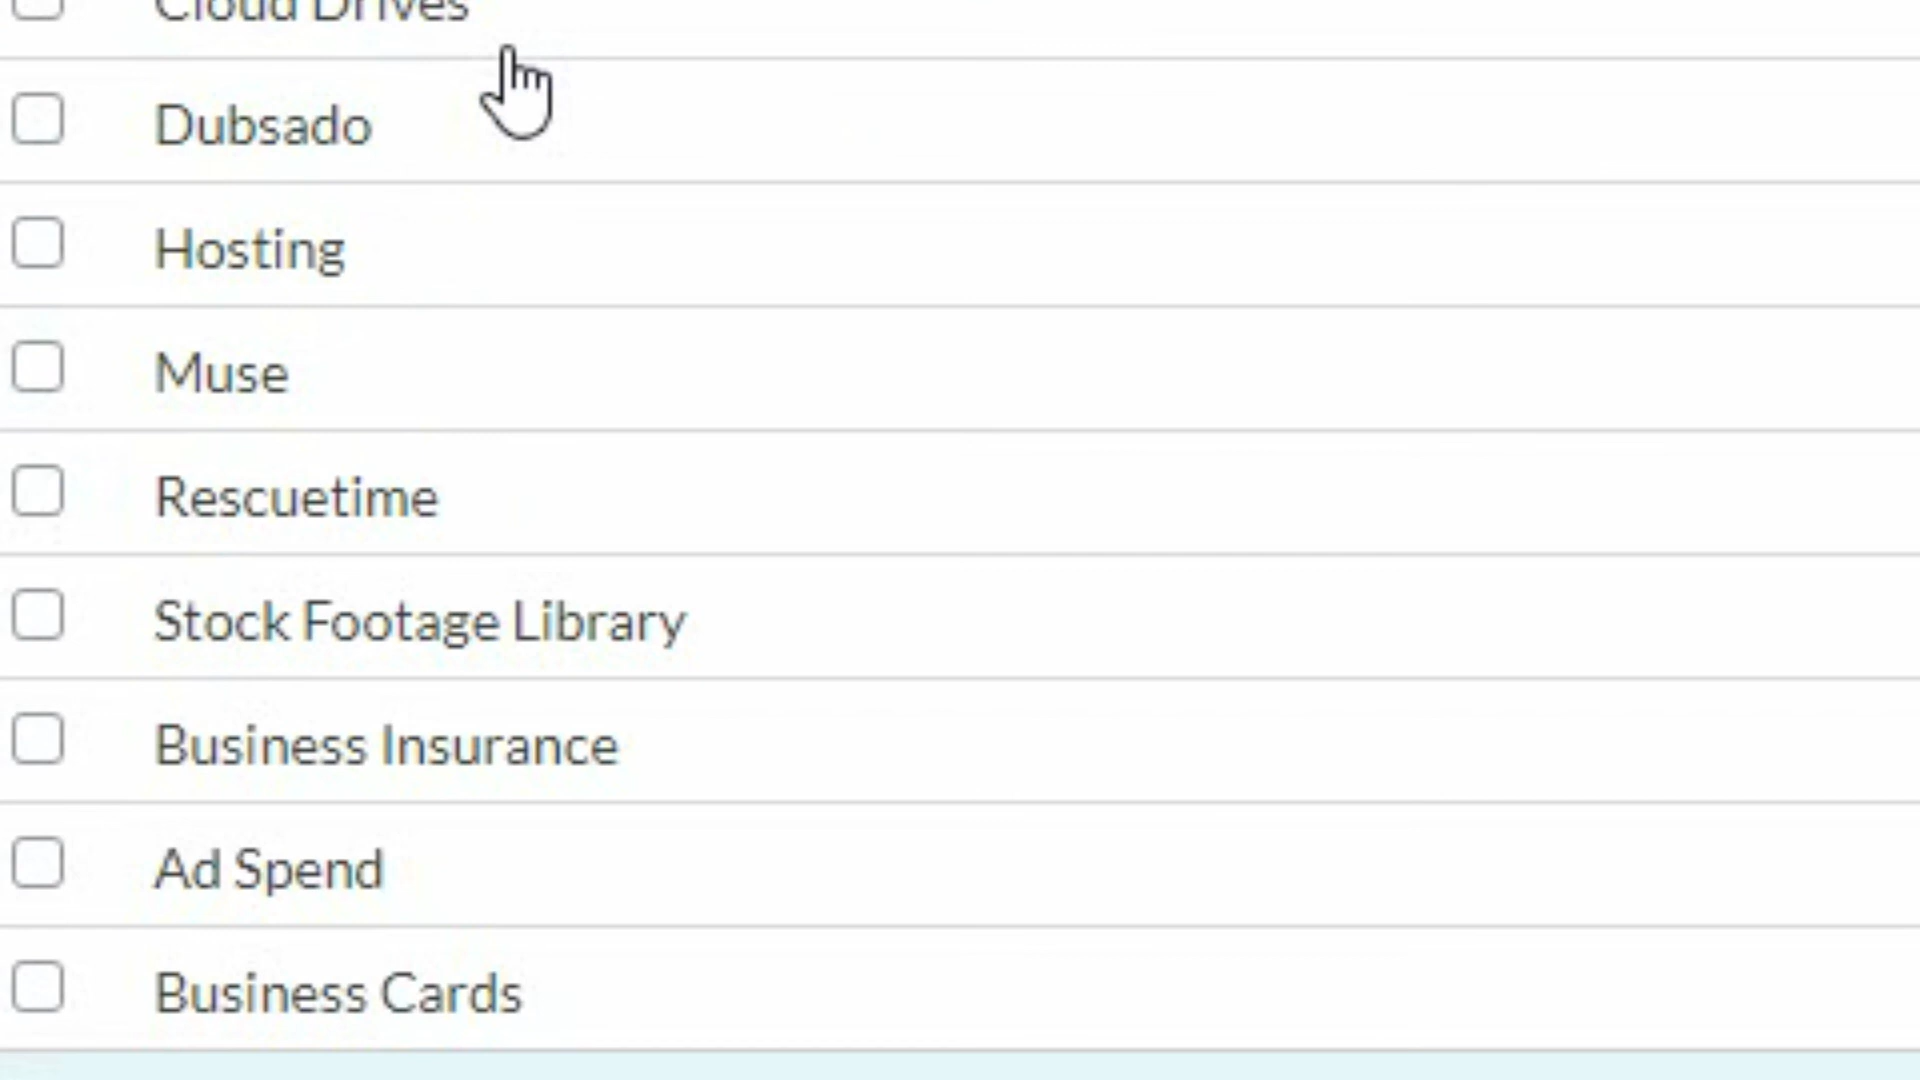 Cloud Drives
Dubsado
Hosting
Muse
Rescuetime
Stock Footage Library
Business Insurance
Ad Spend
Business Cards